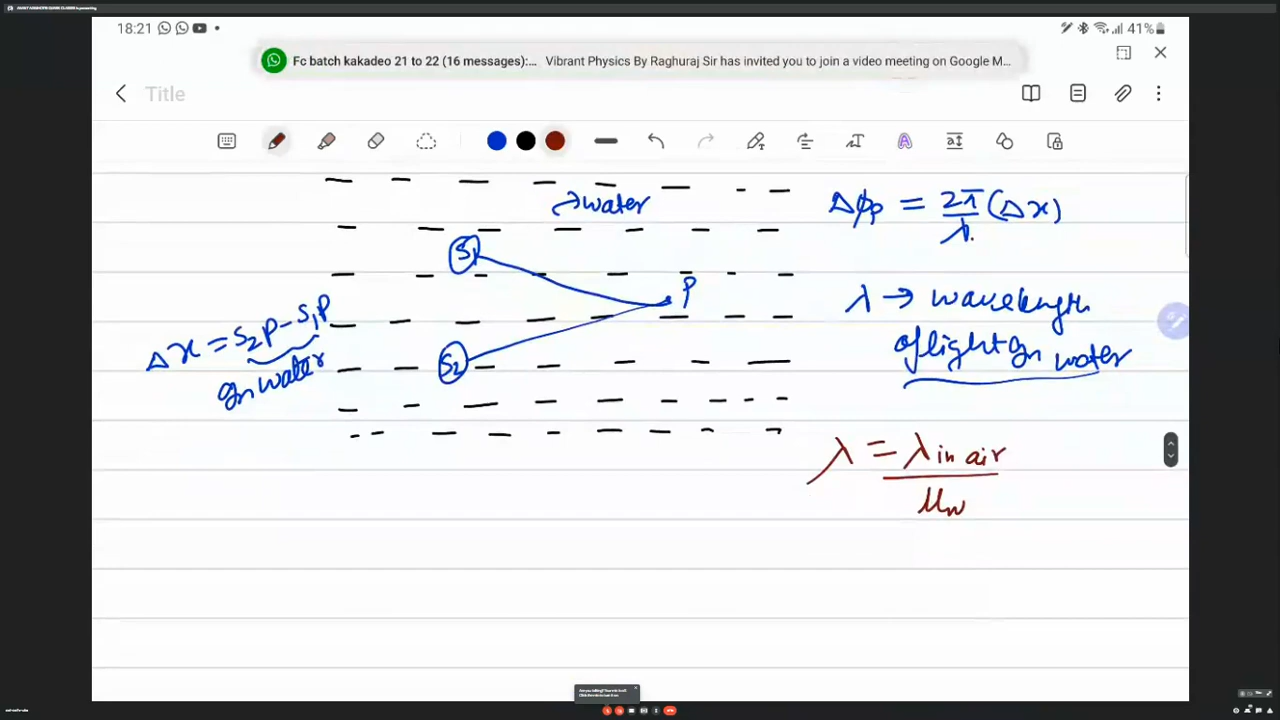 18:21
41%
Fc batch kakadeo 21 to 22 (16 messages):... Vibrant Physics By Raghuraj Sir has invited you to join a video meeting on Google M...
Title
→water
S1
P
S2
Δx = S2P - S1P
In water
Δφp = 2π/λ (Δx)
λ → wavelength
of light In water
λ = λ in air
μw